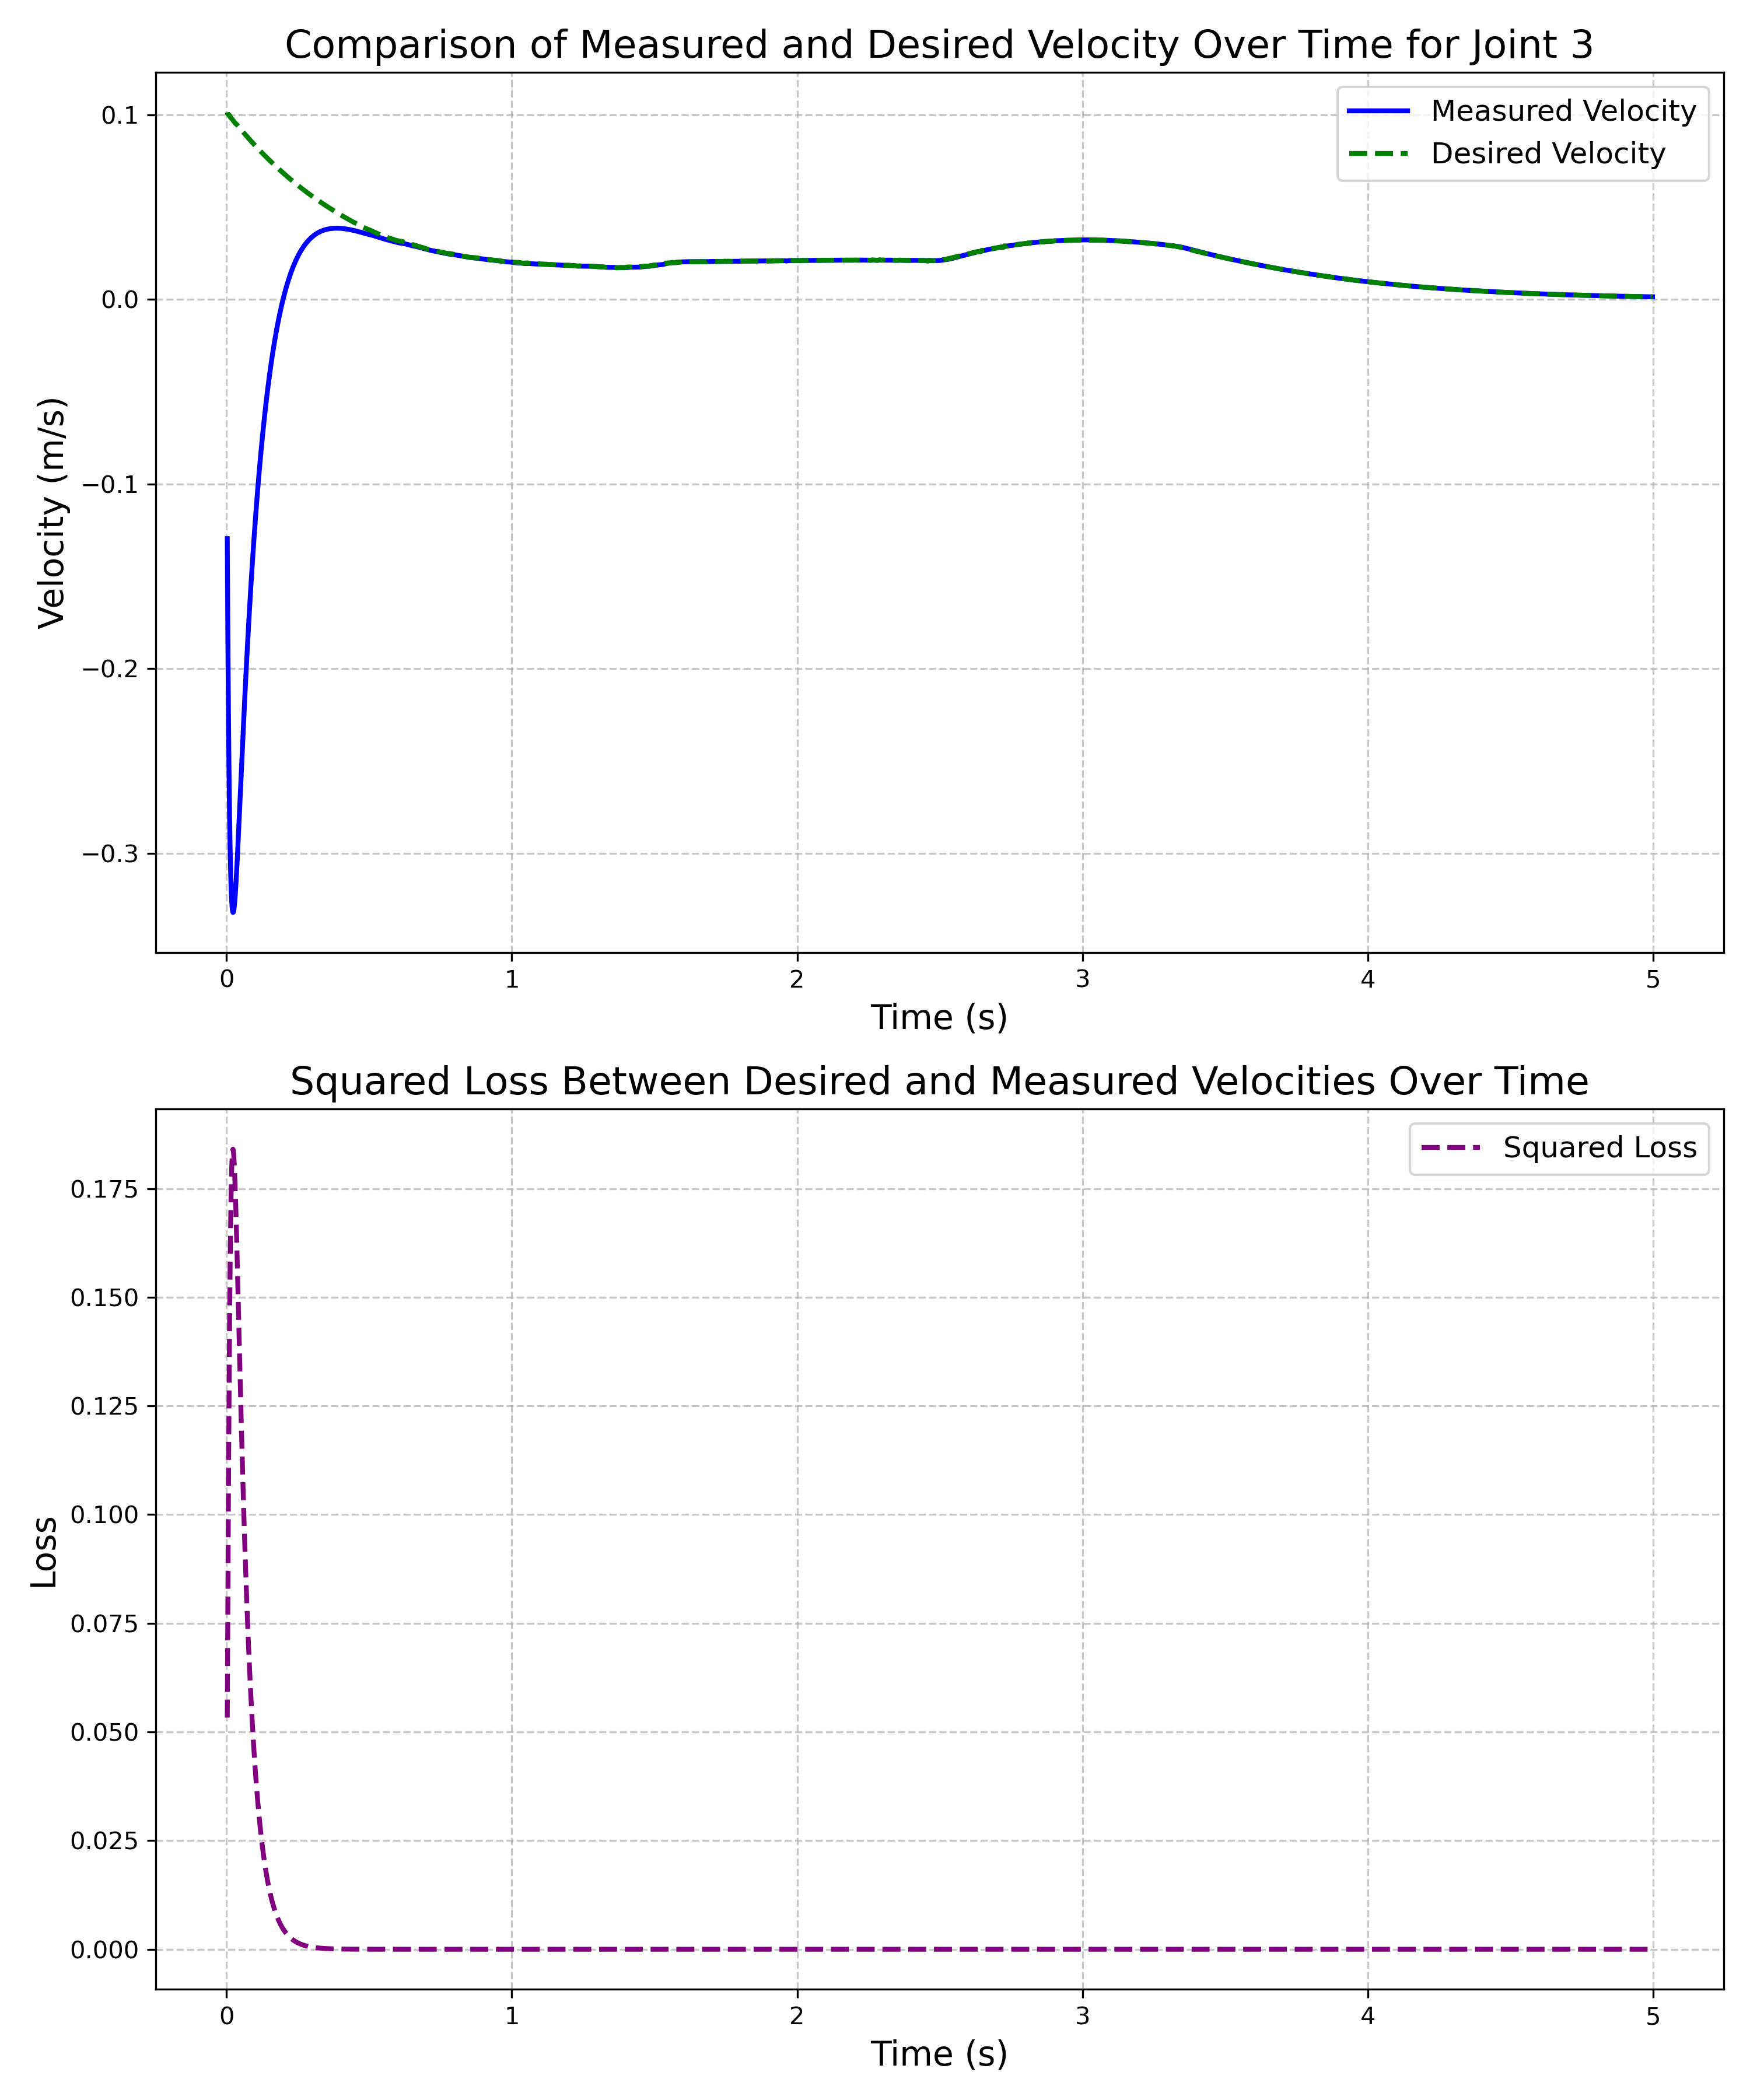 Comparison of Measured and Desired Velocity Over Time for Joint 3
Measured Velocity
Desired Velocity
0.1
0.0
−0.1
−0.2
−0.3
Velocity (m/s)
0 1 2 3 4 5
Time (s)
Squared Loss Between Desired and Measured Velocities Over Time
Squared Loss
0.175
0.150
0.125
0.100
0.075
0.050
0.025
0.000
Loss
0 1 2 3 4 5
Time (s)